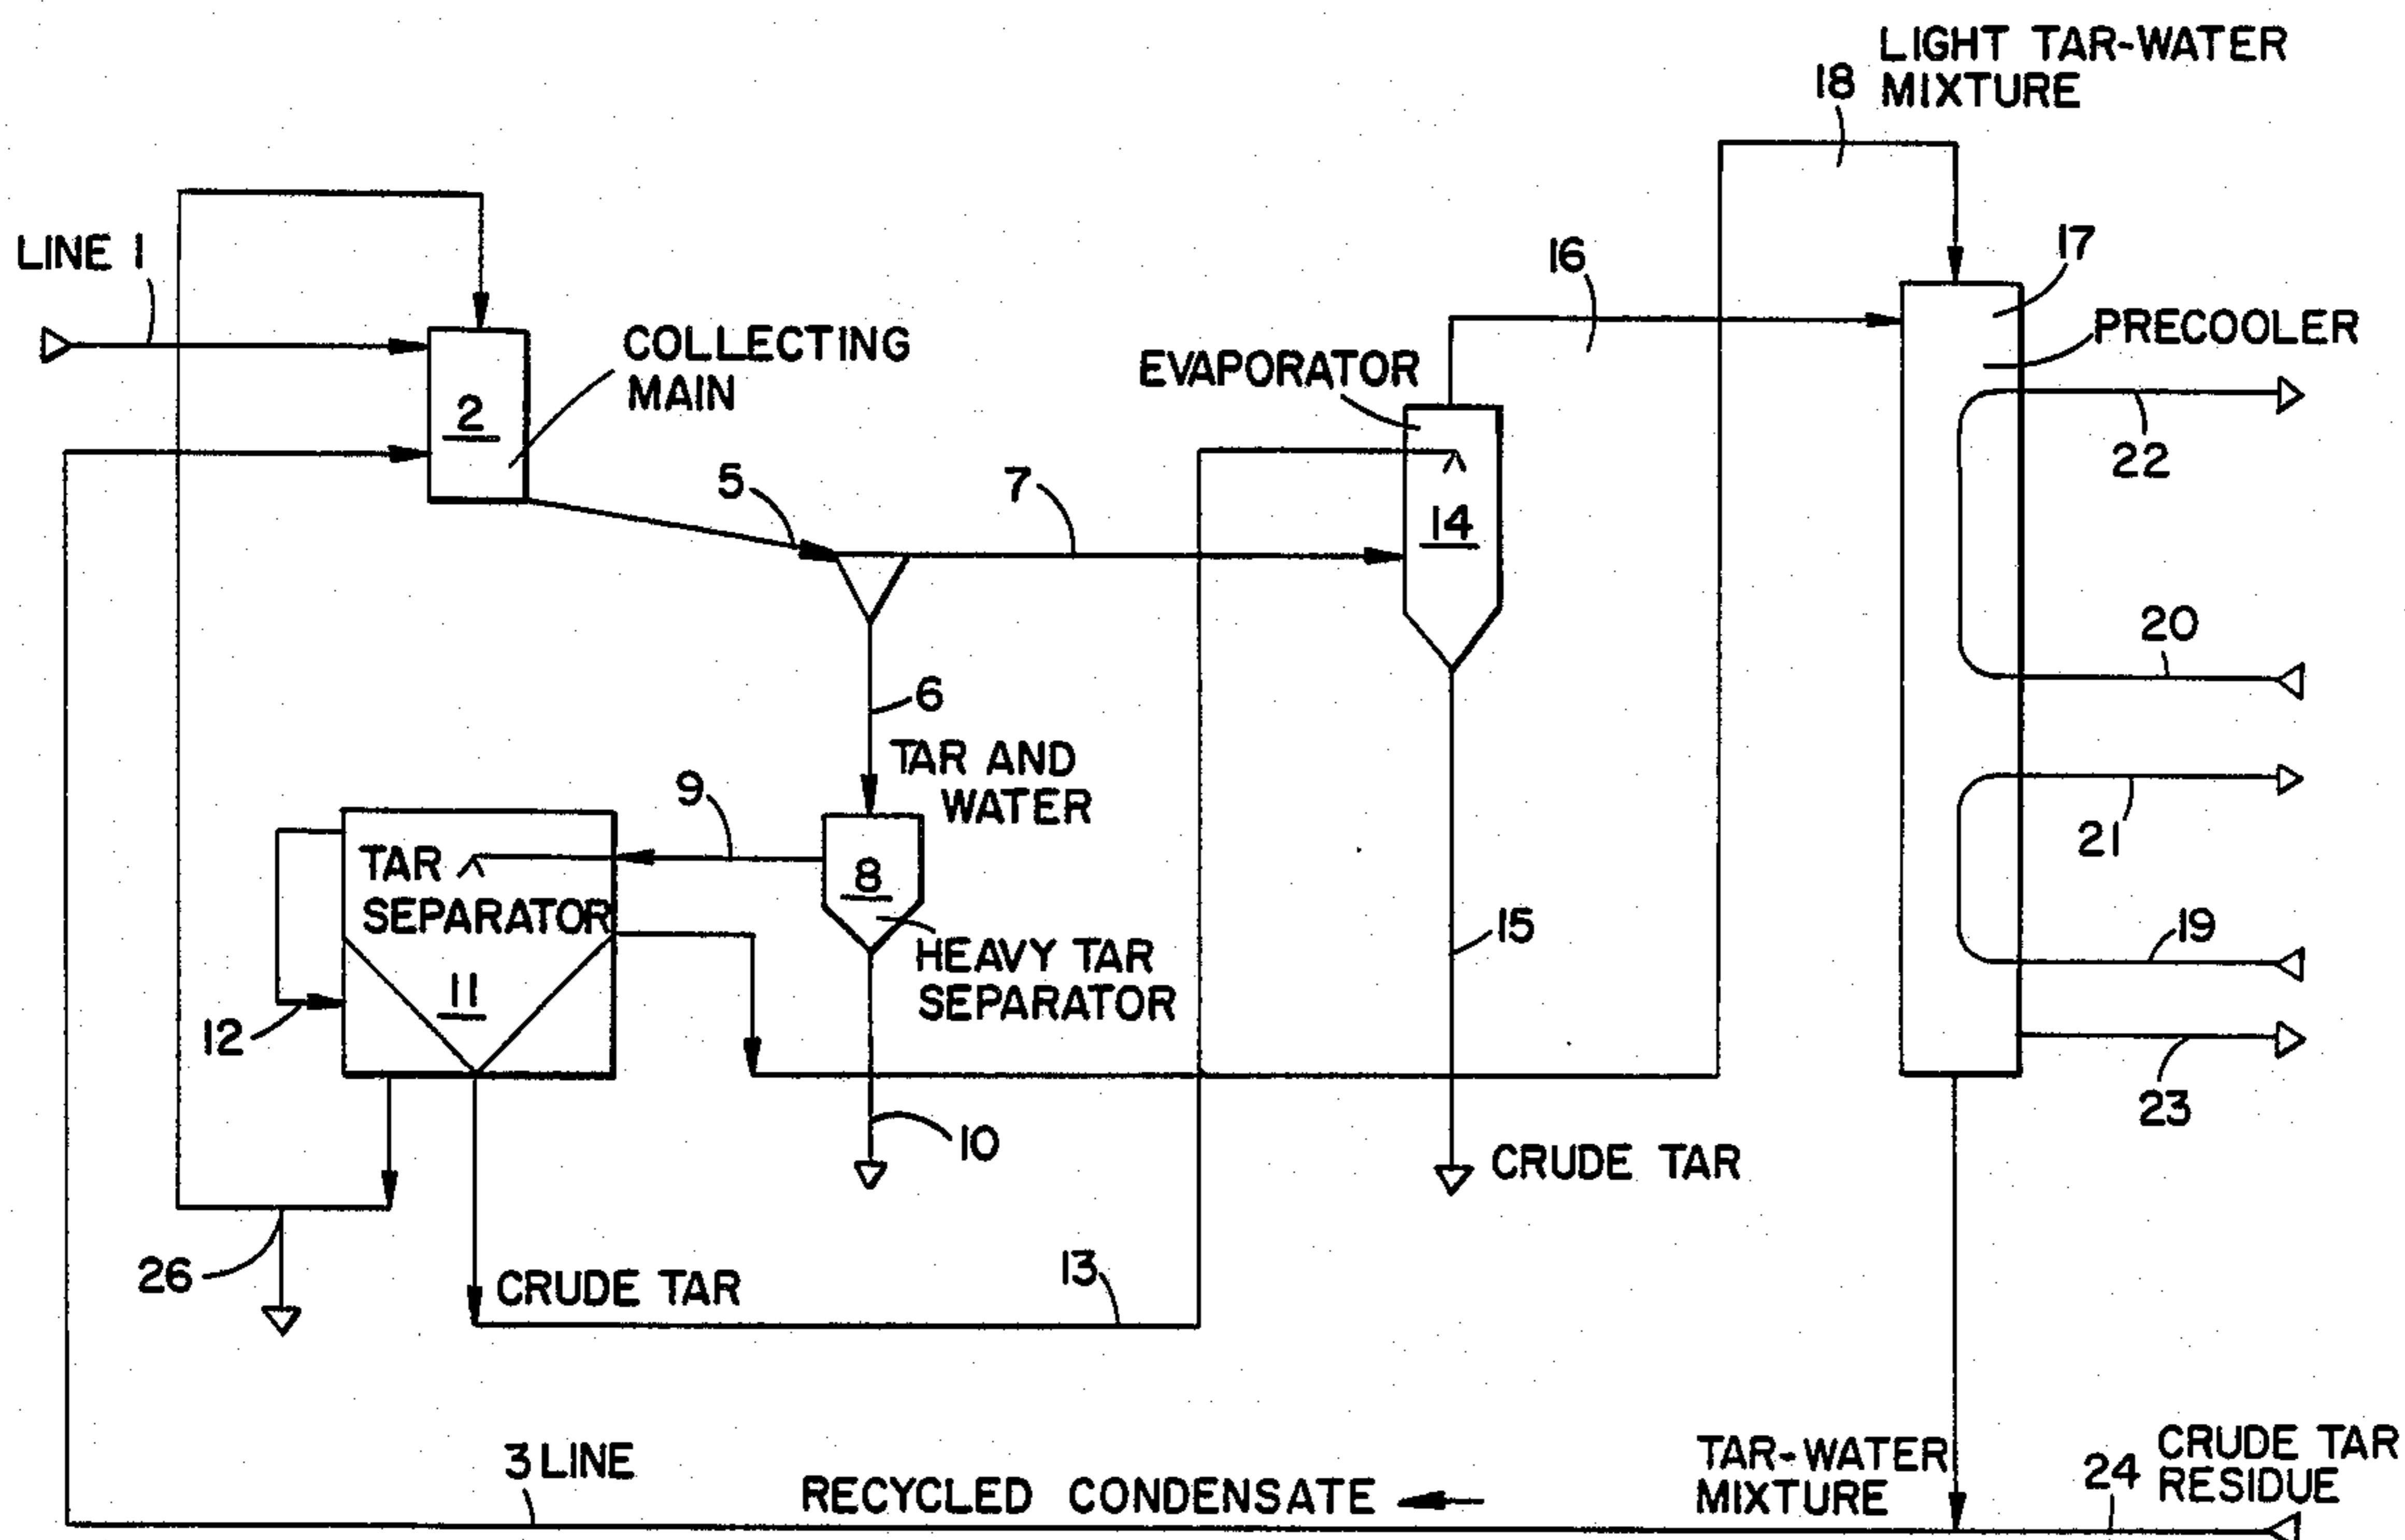 LIGHT TAR-WATER
18 MIXTURE
LINE 1
17
16
PRECOOLER
COLLECTING
MAIN
EVAPORATOR
2
22
5
7
14
20
6
TAR AND
WATER
9
21
TAR
SEPARATOR
8
15
19
HEAVY TAR
SEPARATOR
11
12
23
10
CRUDE TAR
26
CRUDE TAR
13
3 LINE
RECYCLED CONDENSATE
TAR-WATER
MIXTURE
24
CRUDE TAR
RESIDUE